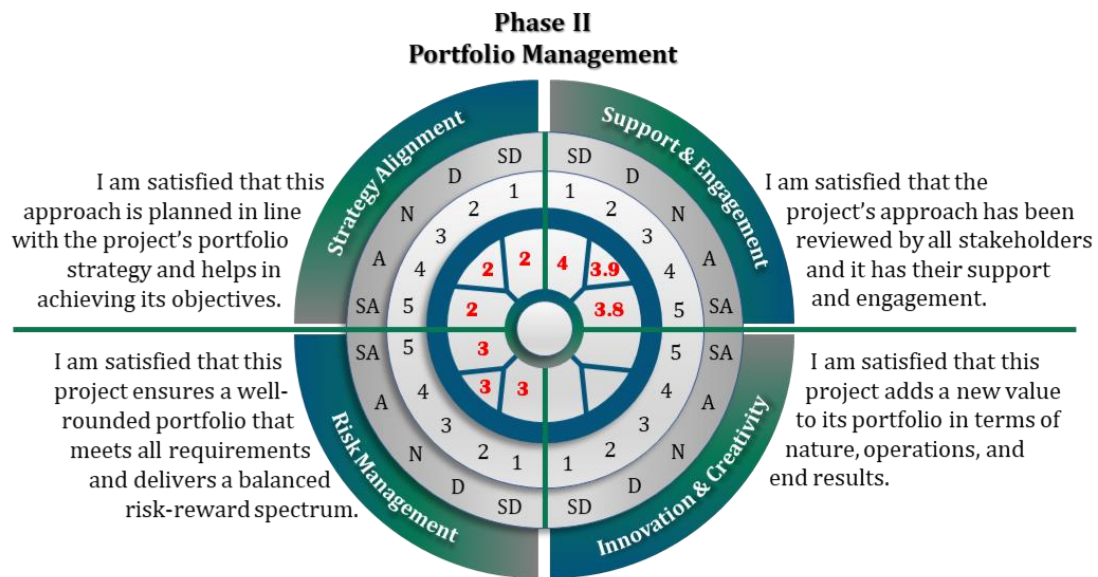 Phase II
Portfolio Management
Strategy Alignment
I am satisfied that this
approach is planned in line
with the project's portfolio
strategy and helps in
achieving its objectives.
SD
D
N
A
SA
1
2
3
4
5
2
2
2
Support & Engagement
I am satisfied that the
project's approach has been
reviewed by all stakeholders
and it has their support
and engagement.
SD
D
N
A
SA
1
2
3
4
5
4
3.9
3.8
Risk Management
I am satisfied that this
project ensures a well-
rounded portfolio that
meets all requirements
and delivers a balanced
risk-reward spectrum.
SA
A
N
D
SD
5
4
3
2
1
3
3
3
Innovation & Creativity
I am satisfied that this
project adds a new value
to its portfolio in terms of
nature, operations, and
end results.
SA
A
N
D
SD
5
4
3
2
1